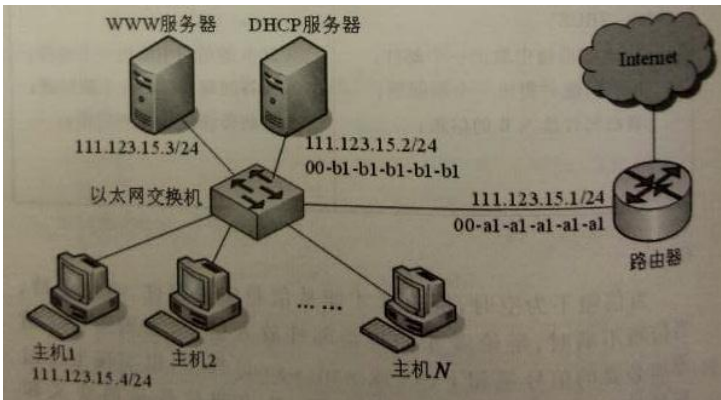 WWW服务器
DHCP服务器
Internet
111.123.15.3/24
111.123.15.2/24
00-b1-b1-b1-b1-b1
以太网交换机
111.123.15.1/24
00-a1-a1-a1-a1-a1
路由器
... ...
主机1
主机2
主机N
111.123.15.4/24